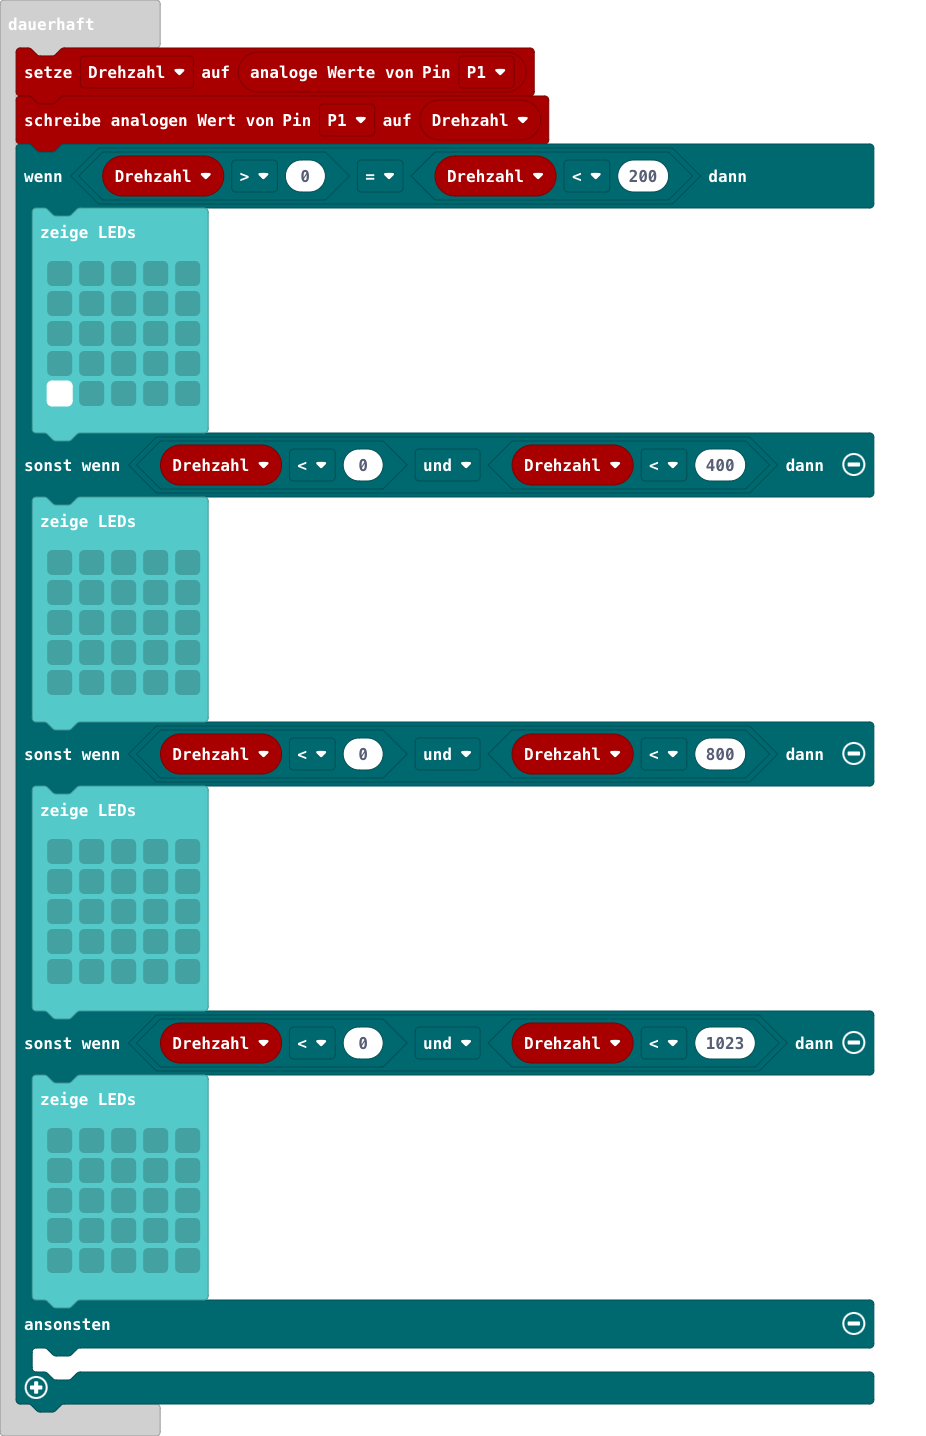 dauerhaft
setze Drehzahl auf analoge Werte von Pin P1
schreibe analogen Wert von Pin P1 auf Drehzahl
wenn Drehzahl > 0 = Drehzahl < 200 dann
zeige LEDs
sonst wenn Drehzahl < 0 und Drehzahl < 400 dann
zeige LEDs
sonst wenn Drehzahl < 0 und Drehzahl < 800 dann
zeige LEDs
sonst wenn Drehzahl < 0 und Drehzahl < 1023 dann
zeige LEDs
ansonsten